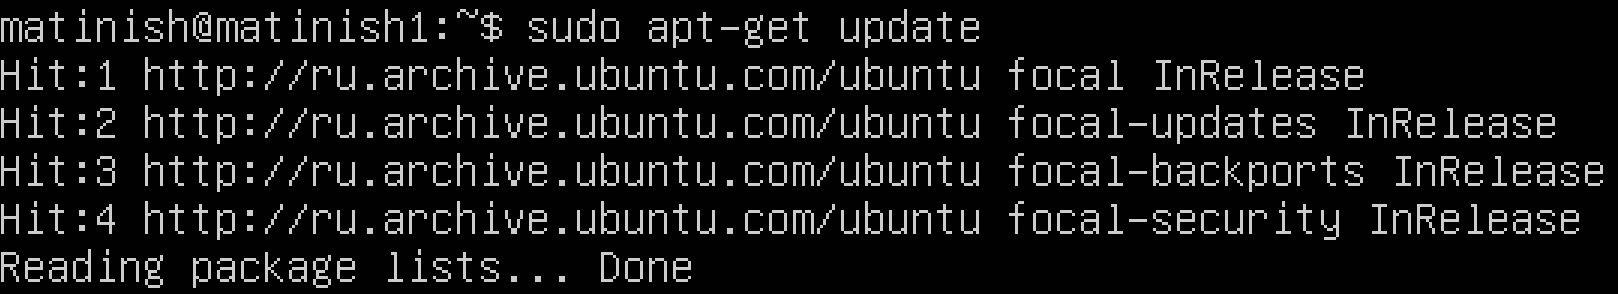 matinish@matinish1:~$ sudo apt-get update
Hit:1 http://ru.archive.ubuntu.com/ubuntu focal InRelease
Hit:2 http://ru.archive.ubuntu.com/ubuntu focal-updates InRelease
Hit:3 http://ru.archive.ubuntu.com/ubuntu focal-backports InRelease
Hit:4 http://ru.archive.ubuntu.com/ubuntu focal-security InRelease
Reading package lists... Done